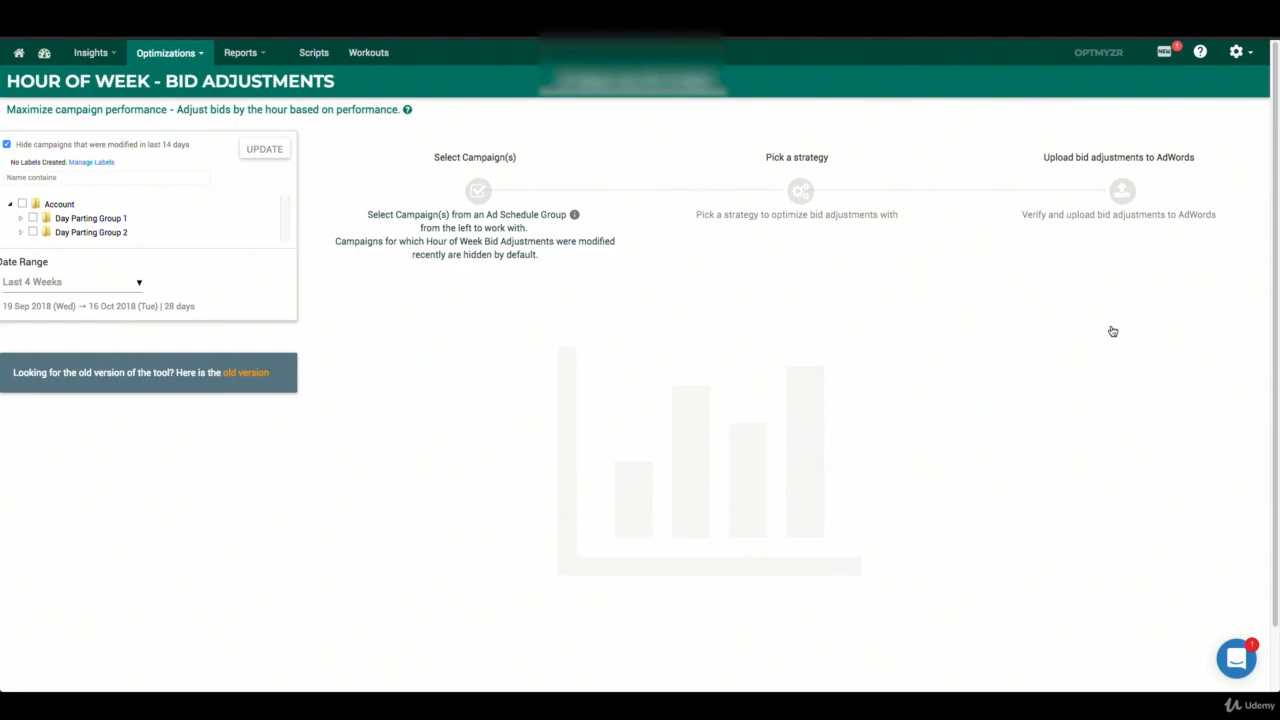 Insights
Optimizations
Reports
Scripts
Workouts
OPTMYZR
NEW
1
HOUR OF WEEK - BID ADJUSTMENTS
Maximize campaign performance - Adjust bids by the hour based on performance.
Hide campaigns that were modified in last 14 days
UPDATE
No Labels Created. Manage Labels
Name contains
Account
Day Parting Group 1
Day Parting Group 2
Date Range
Last 4 Weeks
19 Sep 2018 (Wed) → 16 Oct 2018 (Tue) | 28 days
Looking for the old version of the tool? Here is the old version
Select Campaign(s)
Select Campaign(s) from an Ad Schedule Group
from the left to work with.
Campaigns for which Hour of Week Bid Adjustments were modified
recently are hidden by default.
Pick a strategy
Pick a strategy to optimize bid adjustments with
Upload bid adjustments to AdWords
Verify and upload bid adjustments to AdWords
1
Udemy